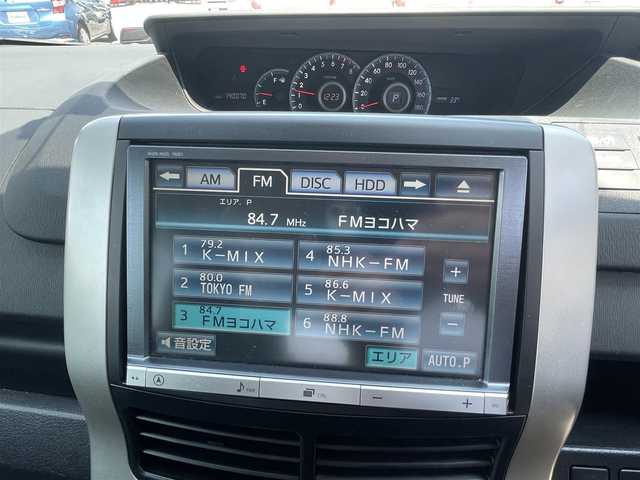 AM FM DISC HDD
エリア. P
84.7 MHz FMヨコハマ
1 79.2 K-MIX
2 80.0 TOKYO FM
3 84.7 FMヨコハマ
4 85.3 NHK-FM
5 86.6 K-MIX
6 88.8 NHK-FM
+
TUNE
-
音設定
エリア AUTO.P
- +
12:23
P
F
E